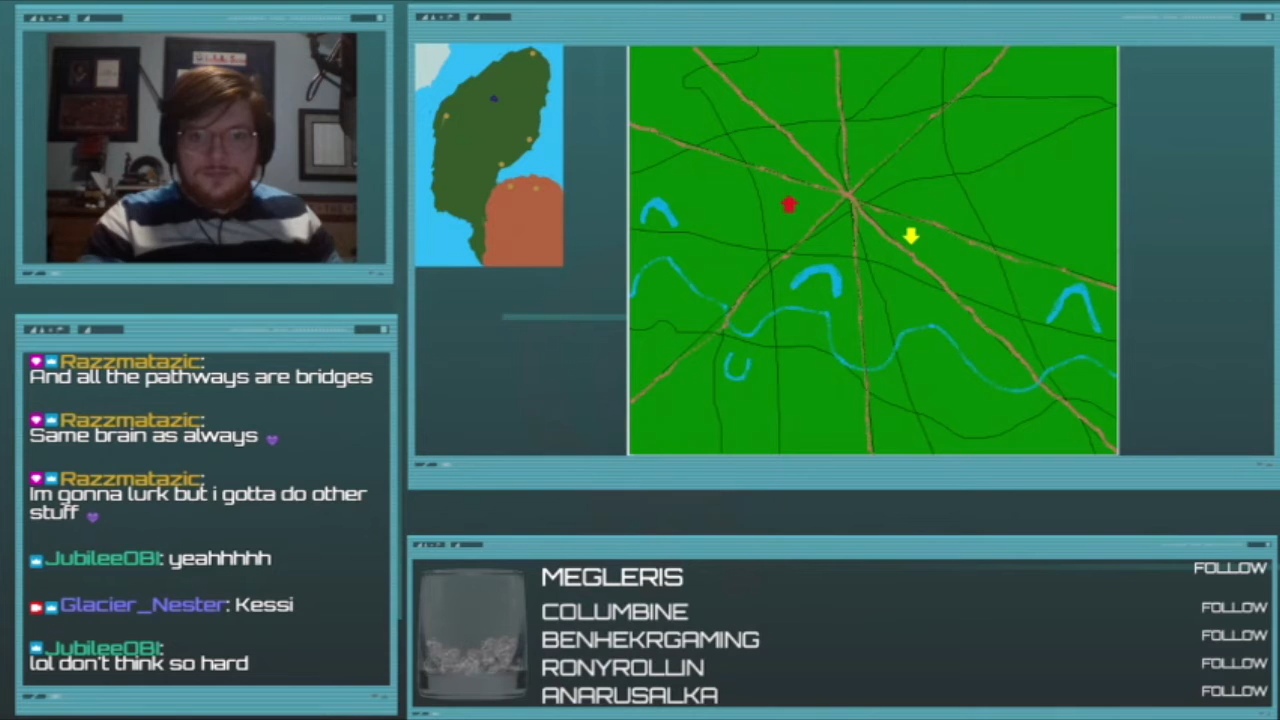 Razzmatazic:
And all the pathways are bridges
Razzmatazic:
Same brain as always
Razzmatazic:
Im gonna lurk but i gotta do other
stuff
JubileeOBI: yeahhhhh
Glacier_Nester: Kessi
JubileeOBI:
lol don't think so hard
MEGLERIS FOLLOW
COLUMBINE FOLLOW
BENHEKRGAMING FOLLOW
RONYROLLIN FOLLOW
ANARUSALKA FOLLOW